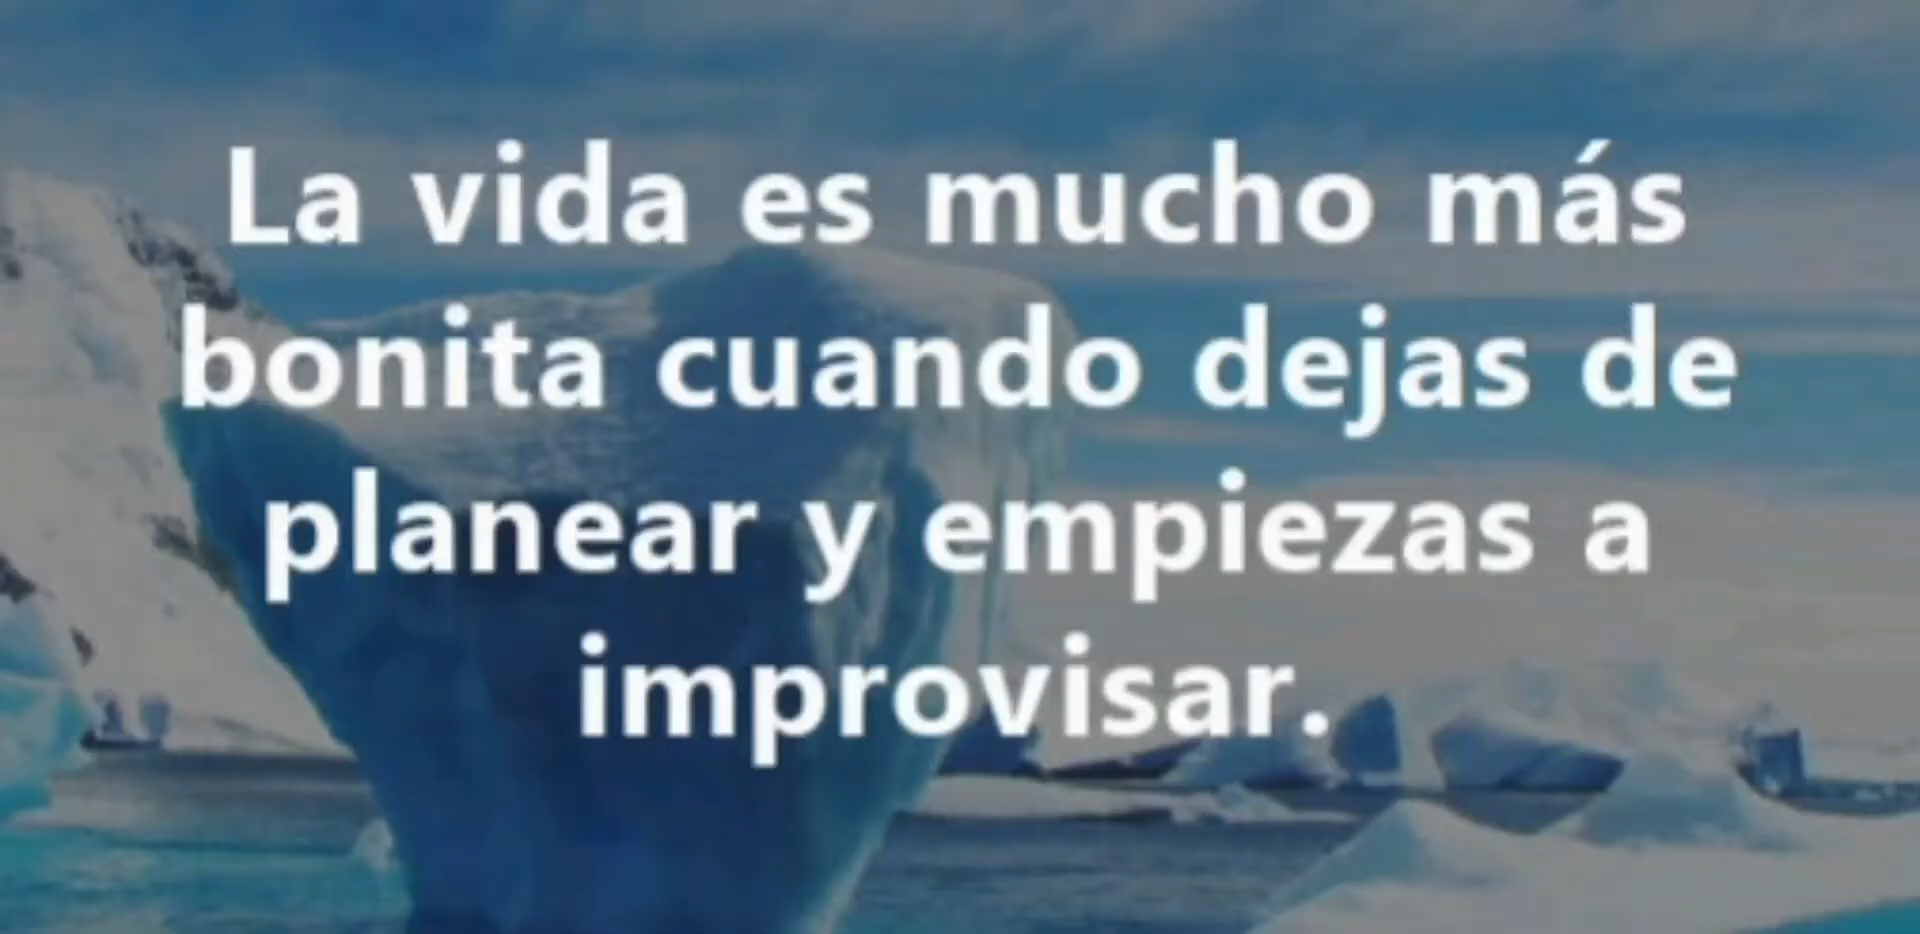 La vida es mucho más
bonita cuando dejas de
planear y empiezas a
improvisar.